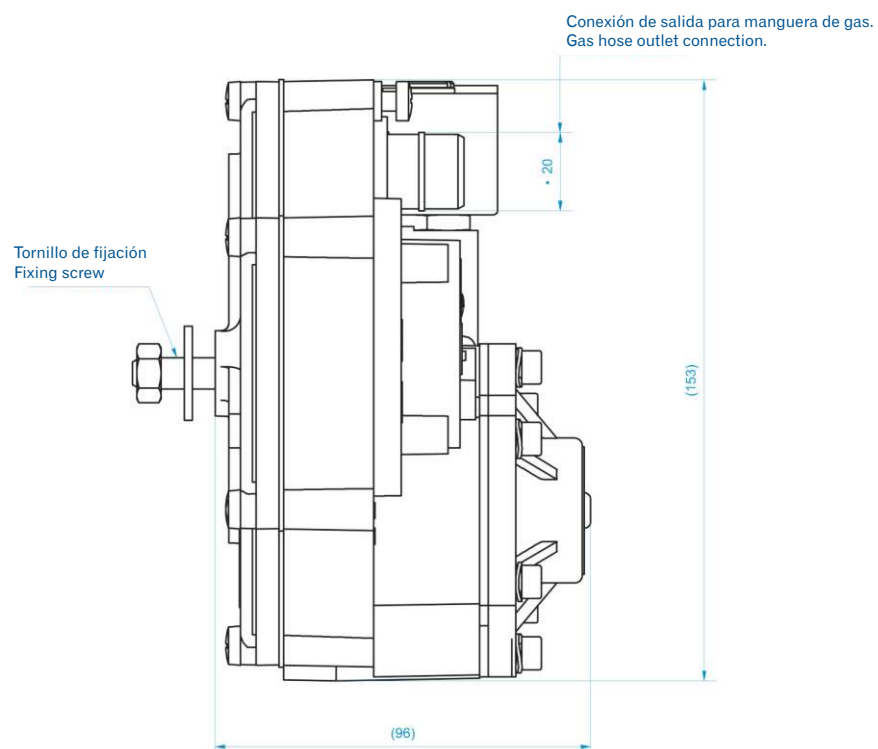 Conexión de salida para manguera de gas.
Gas hose outlet connection.
• 20
Tornillo de fijación
Fixing screw
(153)
(96)